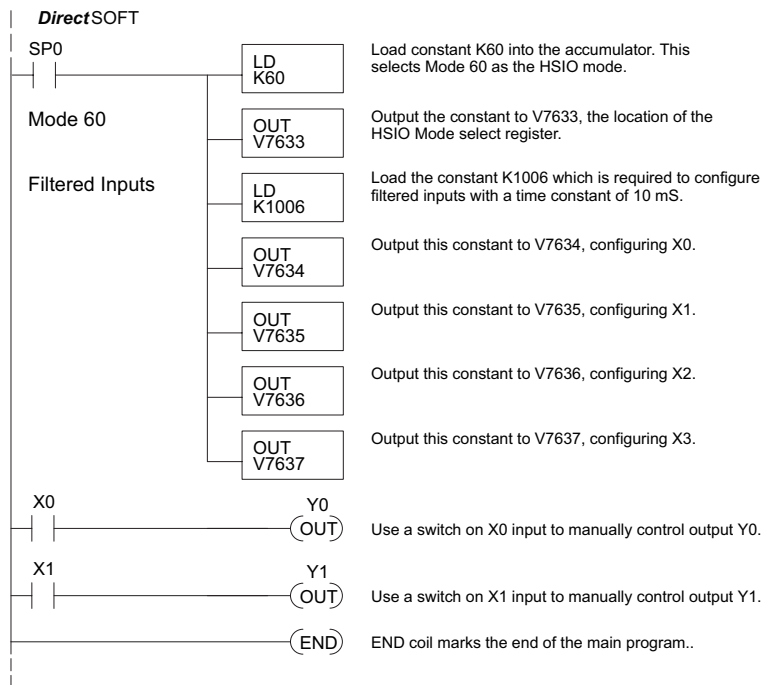 DirectSOFT
SP0
LD
K60
Load constant K60 into the accumulator. This
selects Mode 60 as the HSIO mode.
Mode 60
OUT
V7633
Output the constant to V7633, the location of the
HSIO Mode select register.
Filtered Inputs
LD
K1006
Load the constant K1006 which is required to configure
filtered inputs with a time constant of 10 mS.
OUT
V7634
Output this constant to V7634, configuring X0.
OUT
V7635
Output this constant to V7635, configuring X1.
OUT
V7636
Output this constant to V7636, configuring X2.
OUT
V7637
Output this constant to V7637, configuring X3.
X0
Y0
OUT
Use a switch on X0 input to manually control output Y0.
X1
Y1
OUT
Use a switch on X1 input to manually control output Y1.
END
END coil marks the end of the main program..